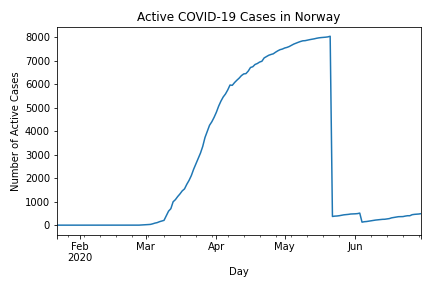 Active COVID-19 Cases in Norway
Number of Active Cases
8000
7000
6000
5000
4000
3000
2000
1000
0
Feb
2020
Mar
Apr
May
Jun
Day